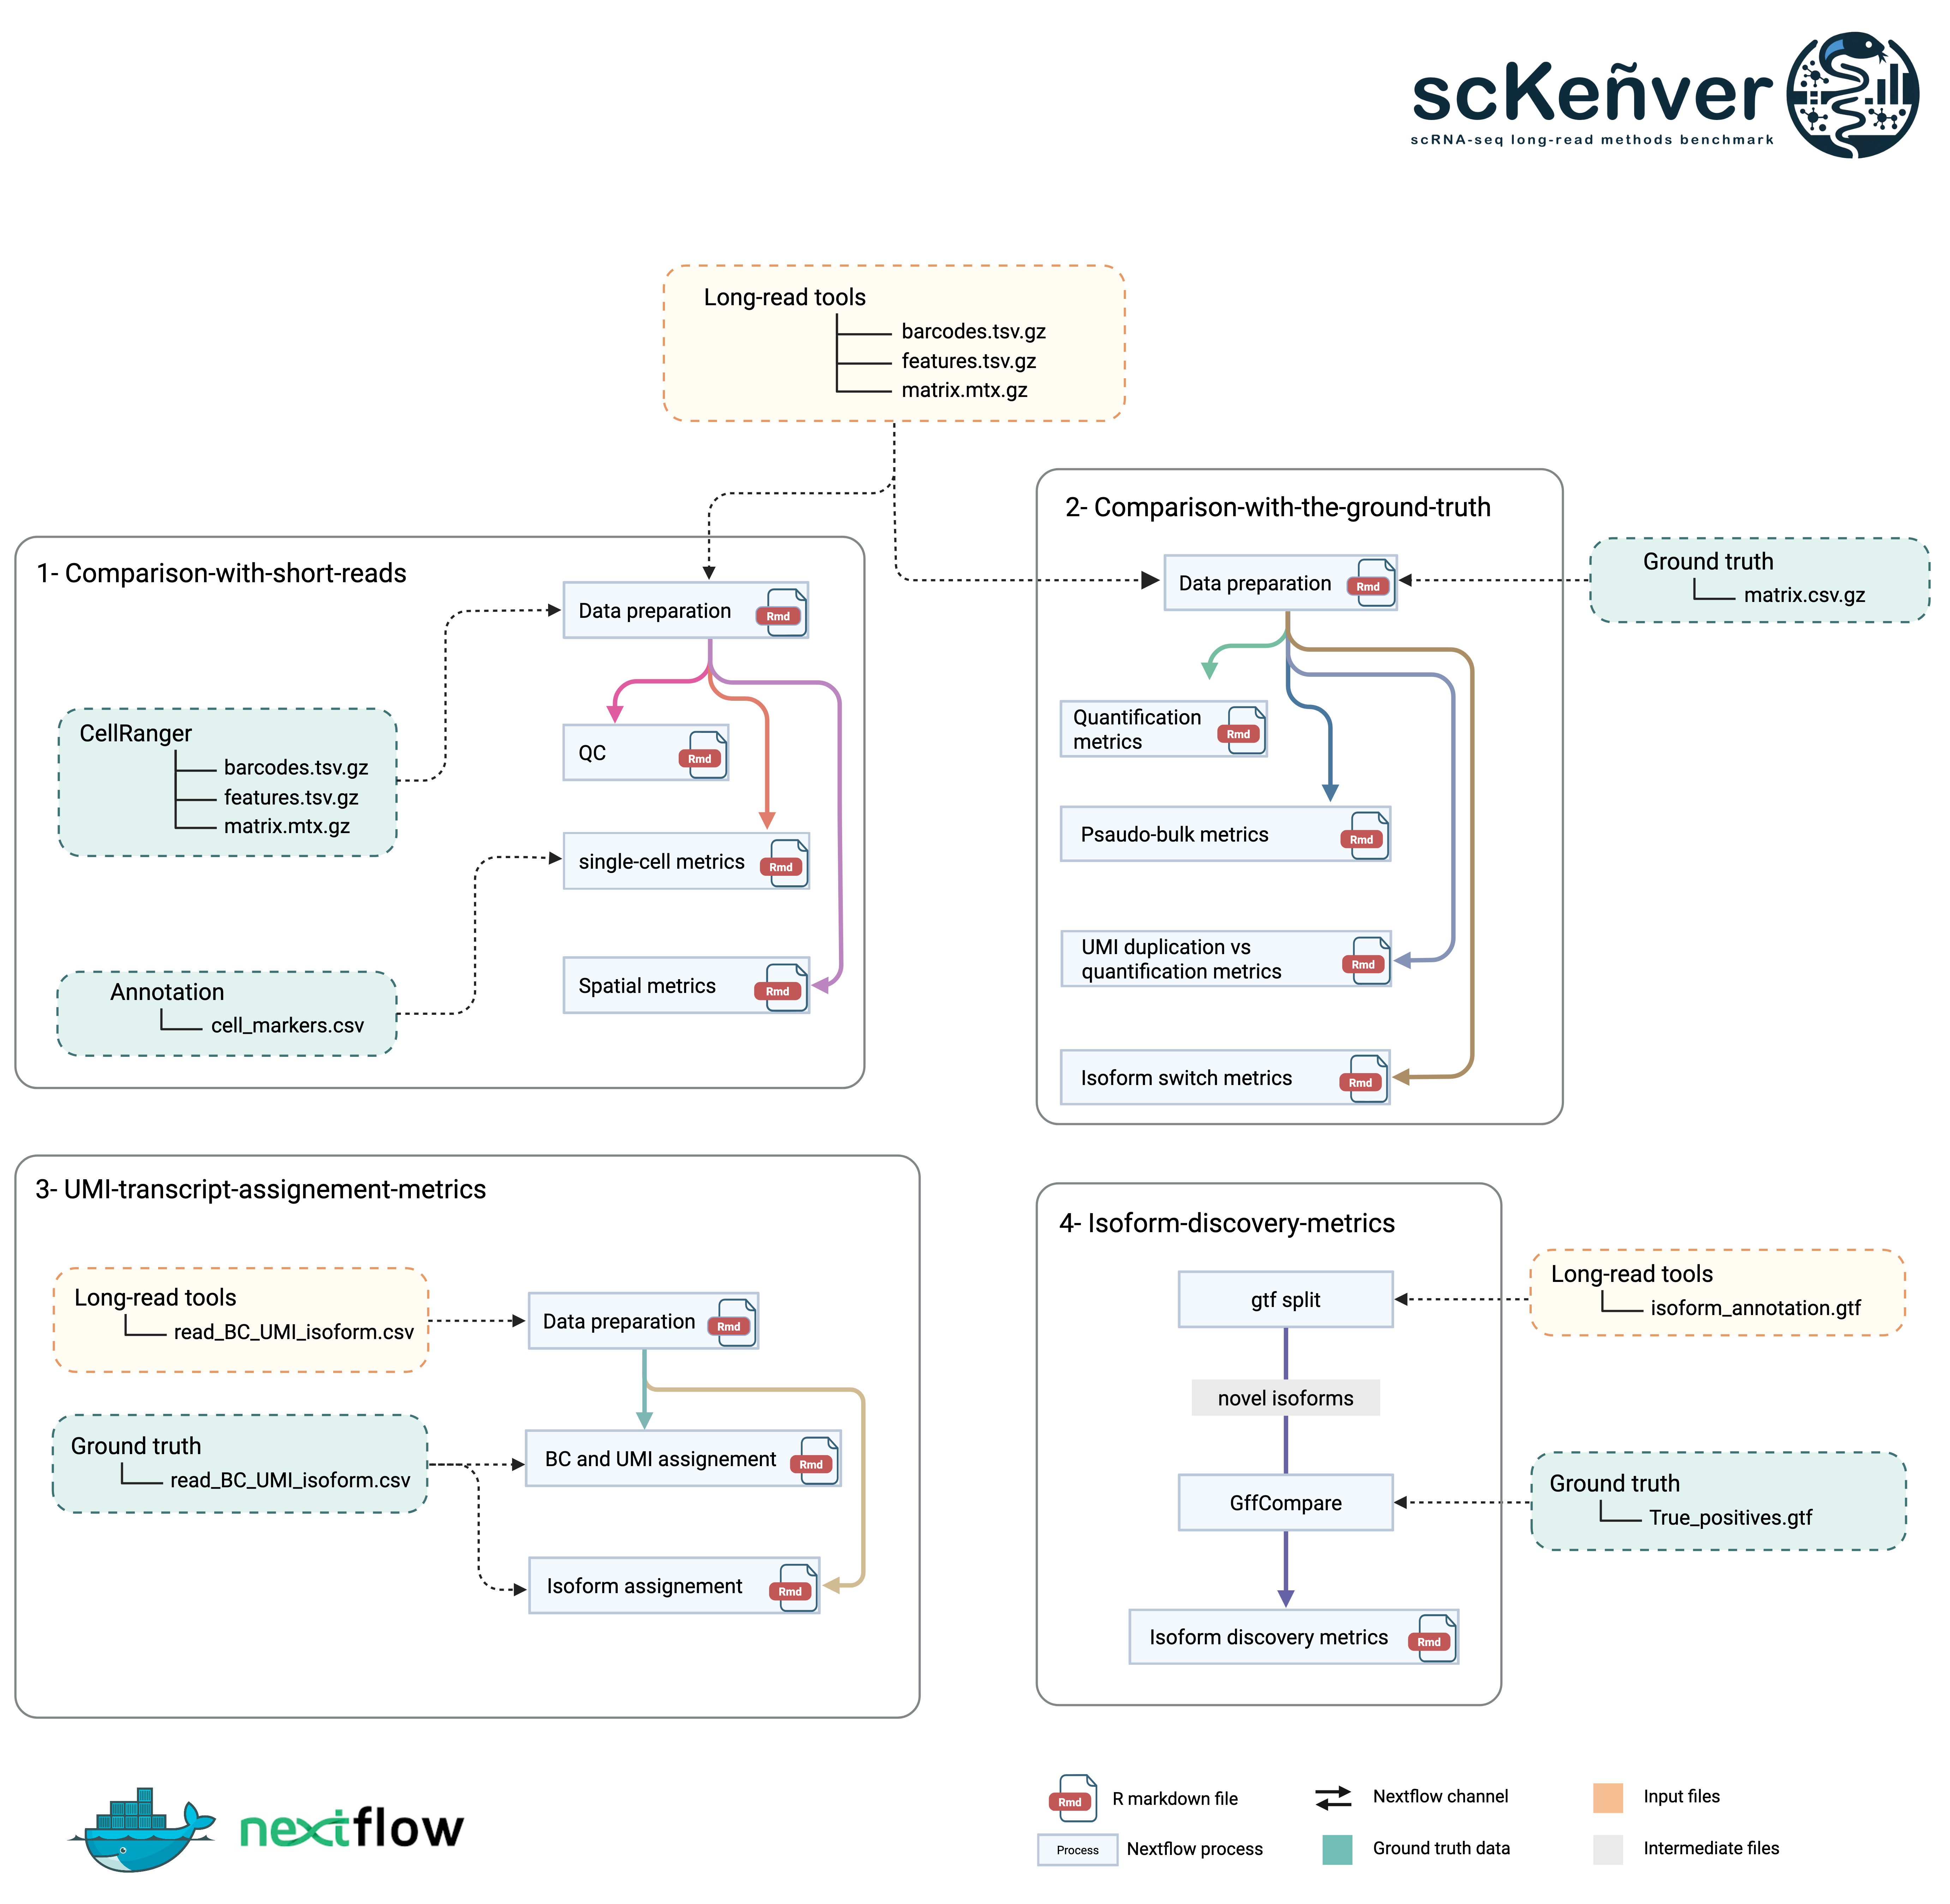 scKeñver
scRNA-seq long-read methods benchmark
Long-read tools
barcodes.tsv.gz
features.tsv.gz
matrix.mtx.gz
1- Comparison-with-short-reads
Data preparation
Rmd
CellRanger
barcodes.tsv.gz
features.tsv.gz
matrix.mtx.gz
QC
Rmd
single-cell metrics
Rmd
Annotation
cell_markers.csv
Spatial metrics
Rmd
2- Comparison-with-the-ground-truth
Data preparation
Rmd
Ground truth
matrix.csv.gz
Quantification
metrics
Rmd
Psaudo-bulk metrics
Rmd
UMI duplication vs
quantification metrics
Rmd
Isoform switch metrics
Rmd
3- UMI-transcript-assignement-metrics
Long-read tools
read_BC_UMI_isoform.csv
Data preparation
Rmd
Ground truth
read_BC_UMI_isoform.csv
BC and UMI assignement
Rmd
Isoform assignement
Rmd
4- Isoform-discovery-metrics
gtf split
Long-read tools
isoform_annotation.gtf
novel isoforms
GffCompare
Ground truth
True_positives.gtf
Isoform discovery metrics
Rmd
nextflow
Rmd
R markdown file
Nextflow channel
Input files
Process
Nextflow process
Ground truth data
Intermediate files